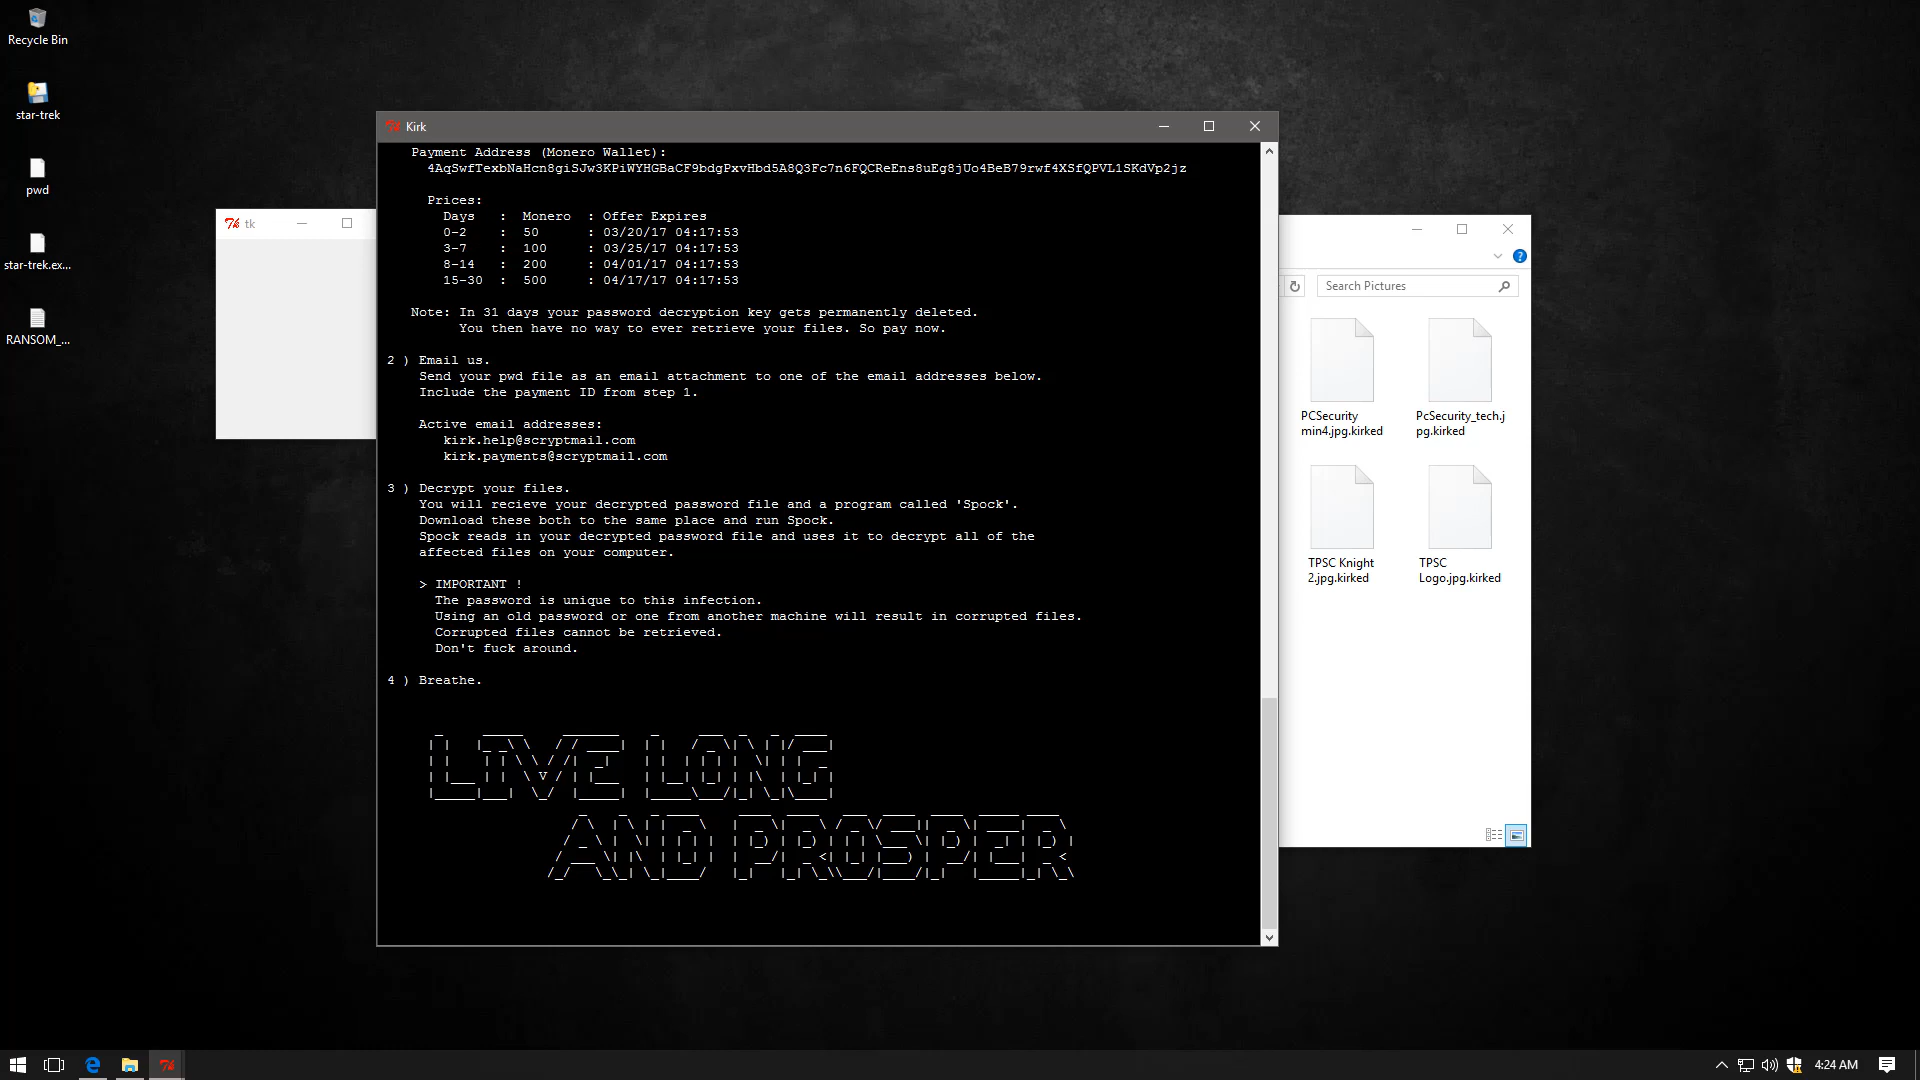 Recycle Bin
star-trek
pwd
star-trek.ex...
RANSOM_...
tk
Kirk
Payment Address (Monero Wallet):
4AqSwfTexbNaHcn8giSJw3KPiWYHGBaCF9bdgPxvHbd5A8Q3Fc7n6FQCReEns8uEg8jUo4BeB79rwf4XSfQPVL1SKdVp2jz
Prices:
Days : Monero : Offer Expires
0-2 : 50 : 03/20/17 04:17:53
3-7 : 100 : 03/25/17 04:17:53
8-14 : 200 : 04/01/17 04:17:53
15-30 : 500 : 04/17/17 04:17:53
Note: In 31 days your password decryption key gets permanently deleted.
You then have no way to ever retrieve your files. So pay now.
2 ) Email us.
Send your pwd file as an email attachment to one of the email addresses below.
Include the payment ID from step 1.
Active email addresses:
kirk.help@scryptmail.com
kirk.payments@scryptmail.com
3 ) Decrypt your files.
You will recieve your decrypted password file and a program called 'Spock'.
Download these both to the same place and run Spock.
Spock reads in your decrypted password file and uses it to decrypt all of the
affected files on your computer.
> IMPORTANT !
The password is unique to this infection.
Using an old password or one from another machine will result in corrupted files.
Corrupted files cannot be retrieved.
Don't fuck around.
4 ) Breathe.
LIVE LONG
AND PROSPER
Search Pictures
PCSecurity
min4.jpg.kirked
PcSecurity_tech.j
pg.kirked
TPSC Knight
2.jpg.kirked
TPSC
Logo.jpg.kirked
4:24 AM